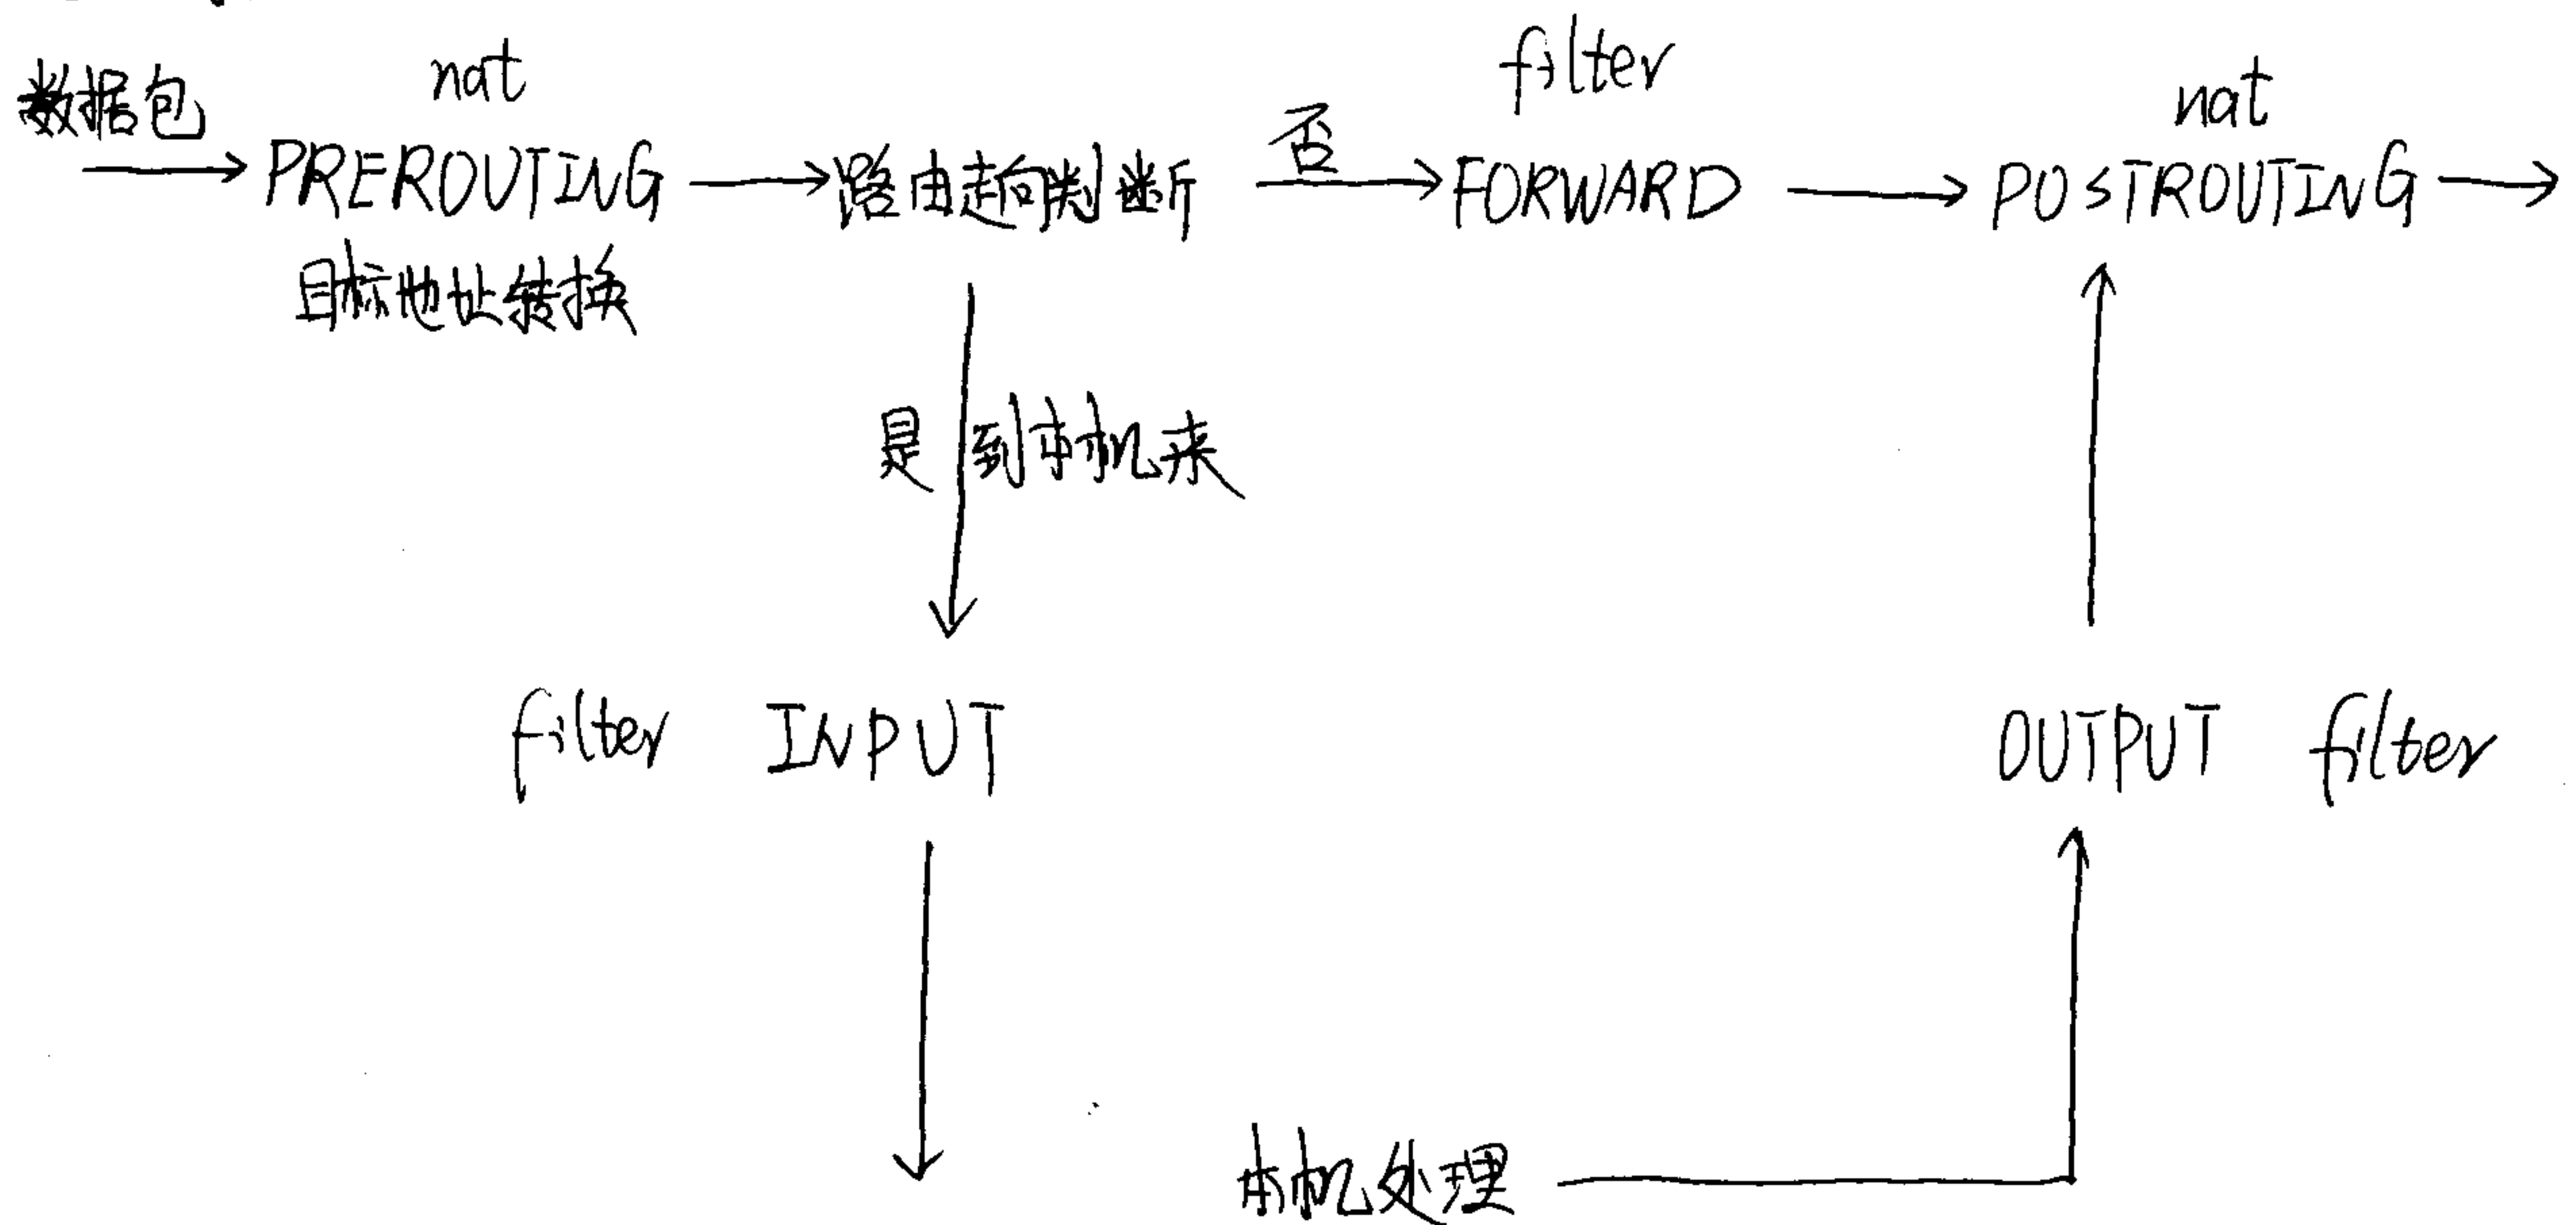 nat filter nat
数据包
PREROUTING 路由走向判断 否 FORWARD POSTROUTING
目标地址转换
是 到本机来
filter INPUT OUTPUT filter
本机处理